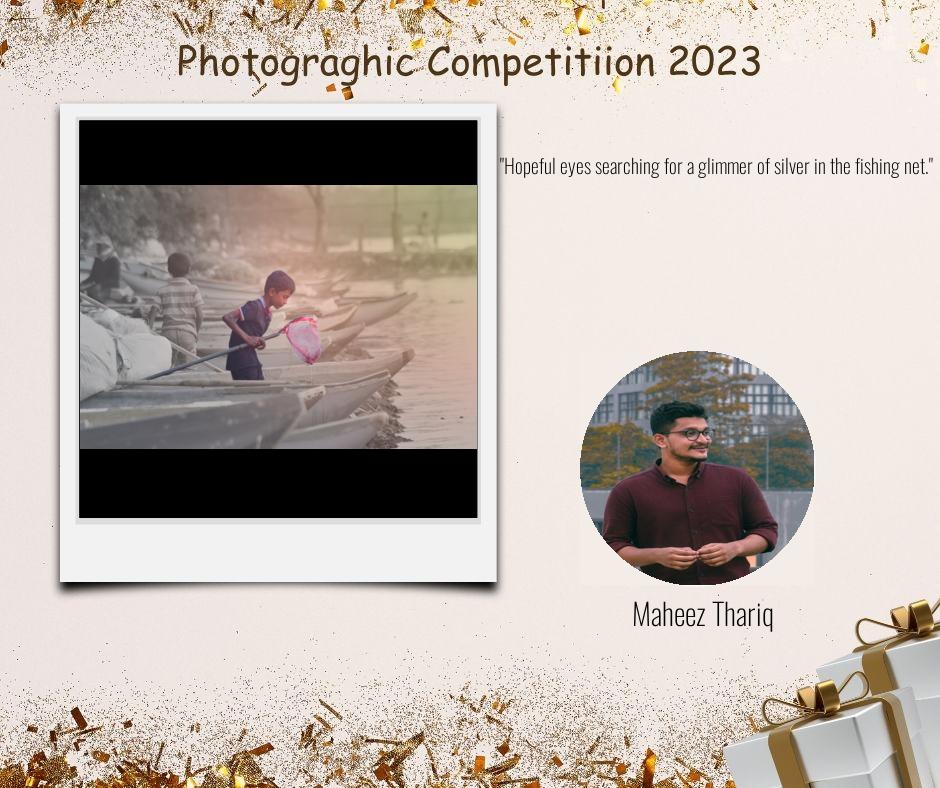 Photograghic Competitiion 2023
"Hopeful eyes searching for a glimmer of silver in the fishing net."
Maheez Thariq